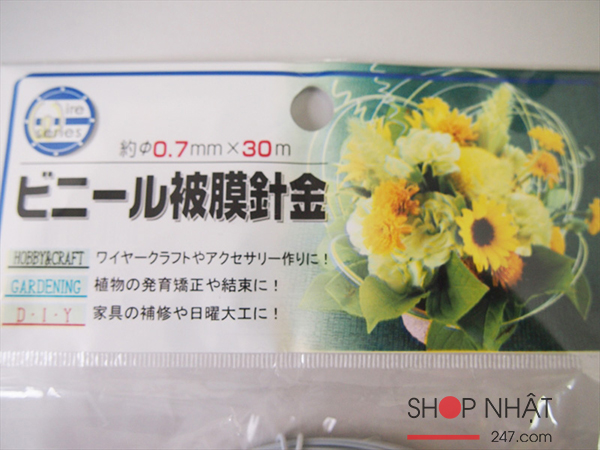 Wire
series
約φ0.7mm×30m
ビニール被膜針金
HOBBY&CRAFT ワイヤークラフトやアクセサリー作りに！
GARDENING 植物の発育矯正や結束に！
D・I・Y 家具の補修や日曜大工に！
SHOP NHẬT
247.com